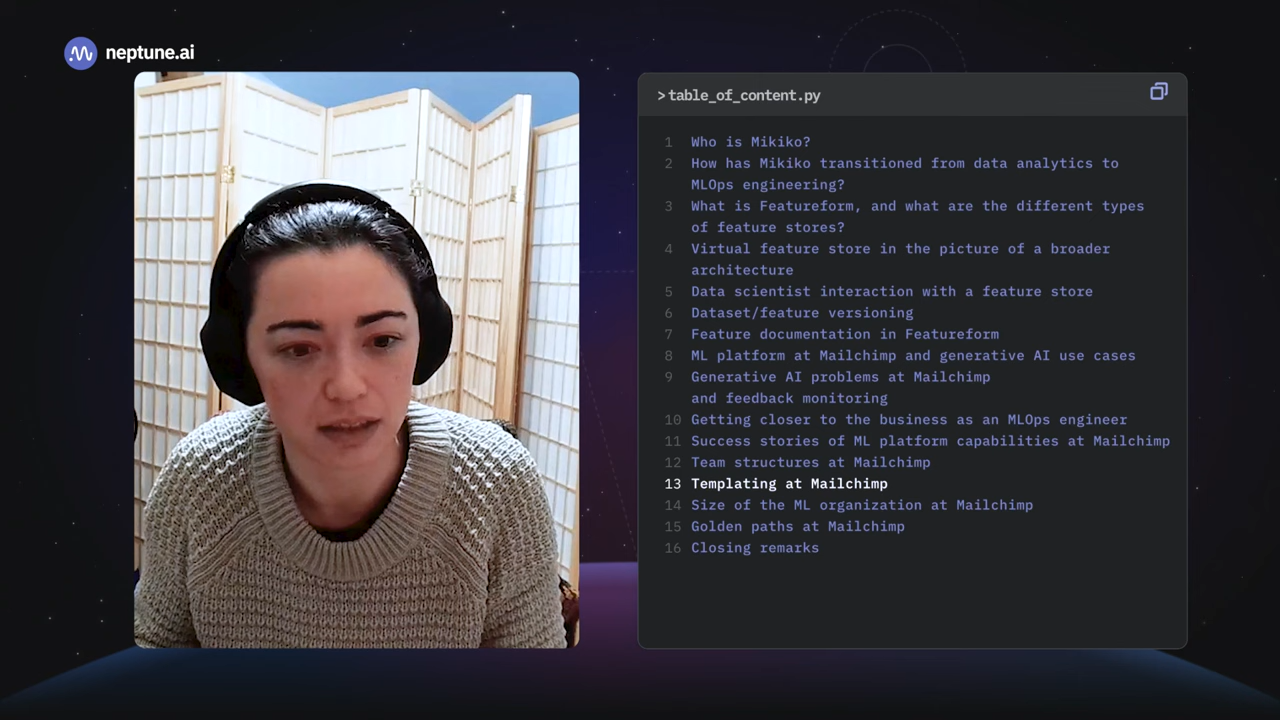 neptune.ai
>table_of_content.py
1 Who is Mikiko?
2 How has Mikiko transitioned from data analytics to
MLOps engineering?
3 What is Featureform, and what are the different types
of feature stores?
4 Virtual feature store in the picture of a broader
architecture
5 Data scientist interaction with a feature store
6 Dataset/feature versioning
7 Feature documentation in Featureform
8 ML platform at Mailchimp and generative AI use cases
9 Generative AI problems at Mailchimp
and feedback monitoring
10 Getting closer to the business as an MLOps engineer
11 Success stories of ML platform capabilities at Mailchimp
12 Team structures at Mailchimp
13 Templating at Mailchimp
14 Size of the ML organization at Mailchimp
15 Golden paths at Mailchimp
16 Closing remarks